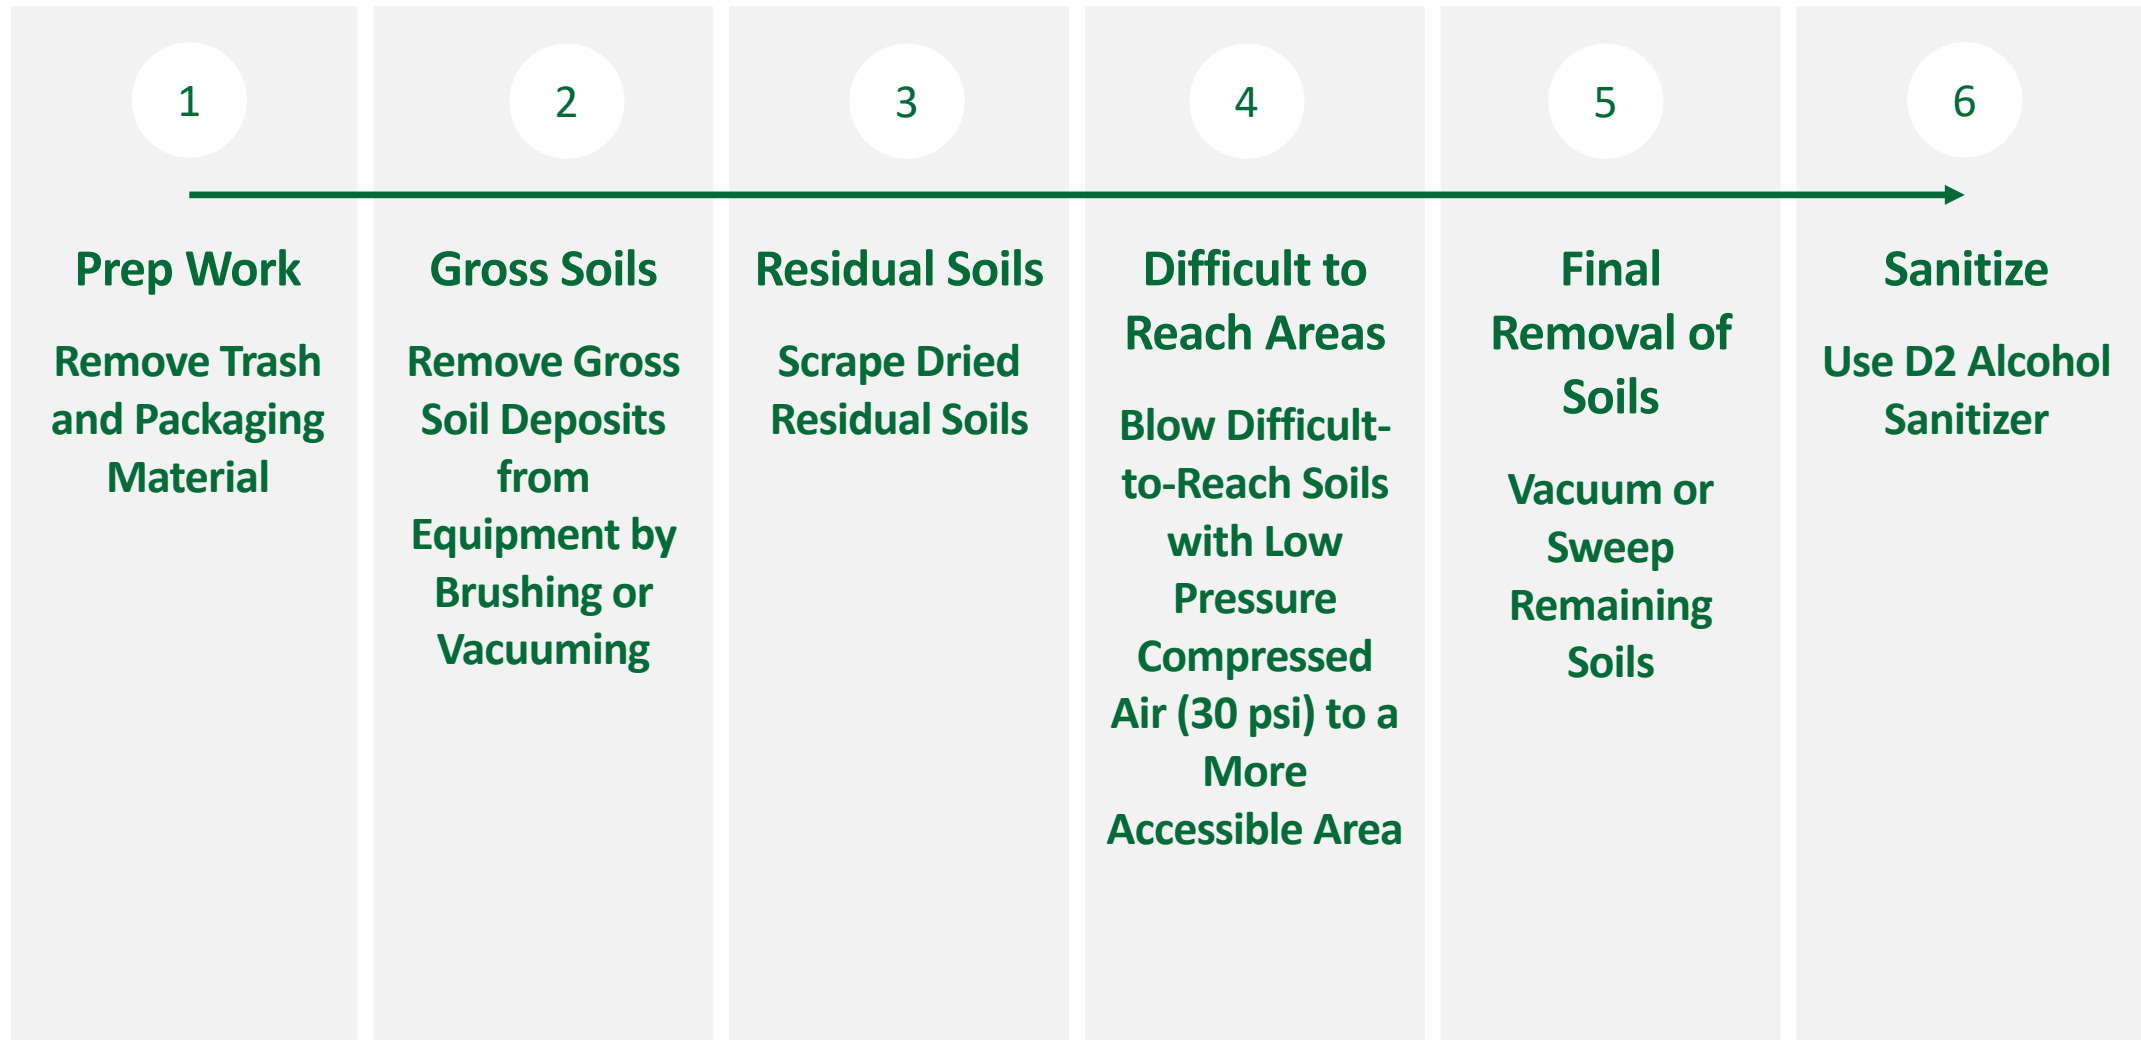 1
Prep Work
Remove Trash
and Packaging
Material
2
Gross Soils
Remove Gross
Soil Deposits
from
Equipment by
Brushing or
Vacuuming
3
Residual Soils
Scrape Dried
Residual Soils
4
Difficult to
Reach Areas
Blow Difficult-
to-Reach Soils
with Low
Pressure
Compressed
Air (30 psi) to a
More
Accessible Area
5
Final
Removal of
Soils
Vacuum or
Sweep
Remaining
Soils
6
Sanitize
Use D2 Alcohol
Sanitizer